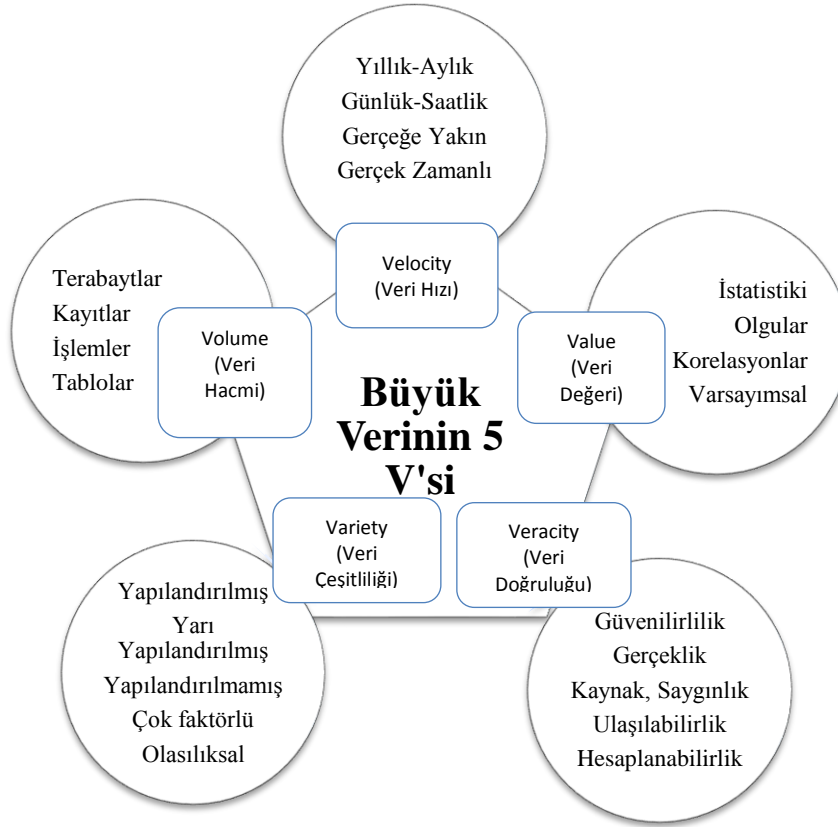 Yıllık-Aylık
Günlük-Saatlik
Gerçeğe Yakın
Gerçek Zamanlı
Velocity
(Veri Hızı)
Terabaytlar
Kayıtlar
İşlemler
Tablolar
Volume
(Veri
Hacmi)
Value
(Veri
Değeri)
İstatistiki
Olgular
Korelasyonlar
Varsayımsal
Büyük
Verinin 5
V'si
Variety
(Veri
Çeşitliliği)
Veracity
(Veri
Doğruluğu)
Yapılandırılmış
Yarı
Yapılandırılmış
Yapılandırılmamış
Çok faktörlü
Olasılıksal
Güvenilirlilik
Gerçeklik
Kaynak, Saygınlık
Ulaşılabilirlik
Hesaplanabilirlik